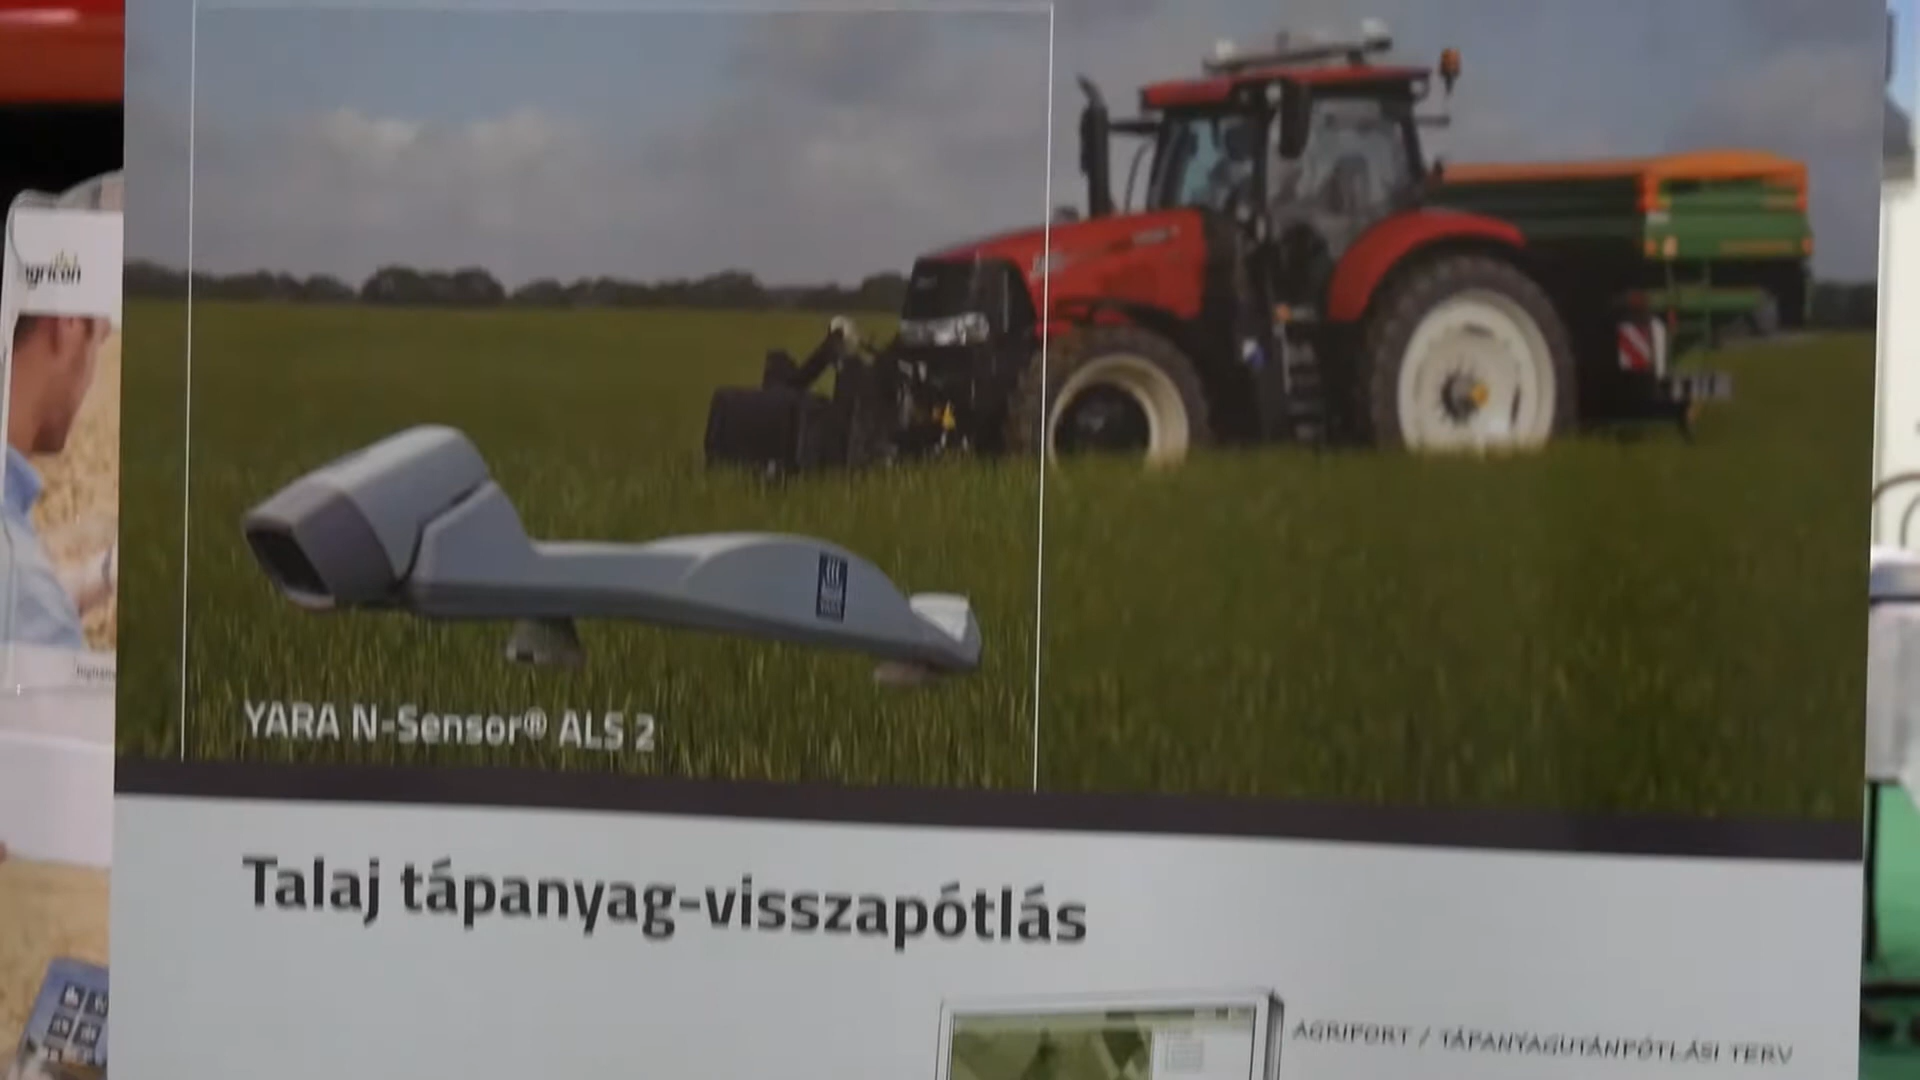 agricon
YARA N-Sensor® ALS 2
Talaj tápanyag-visszapótlás
AGRIPORT / TÁPANYAGUTÁNPÓTLÁSI TERV